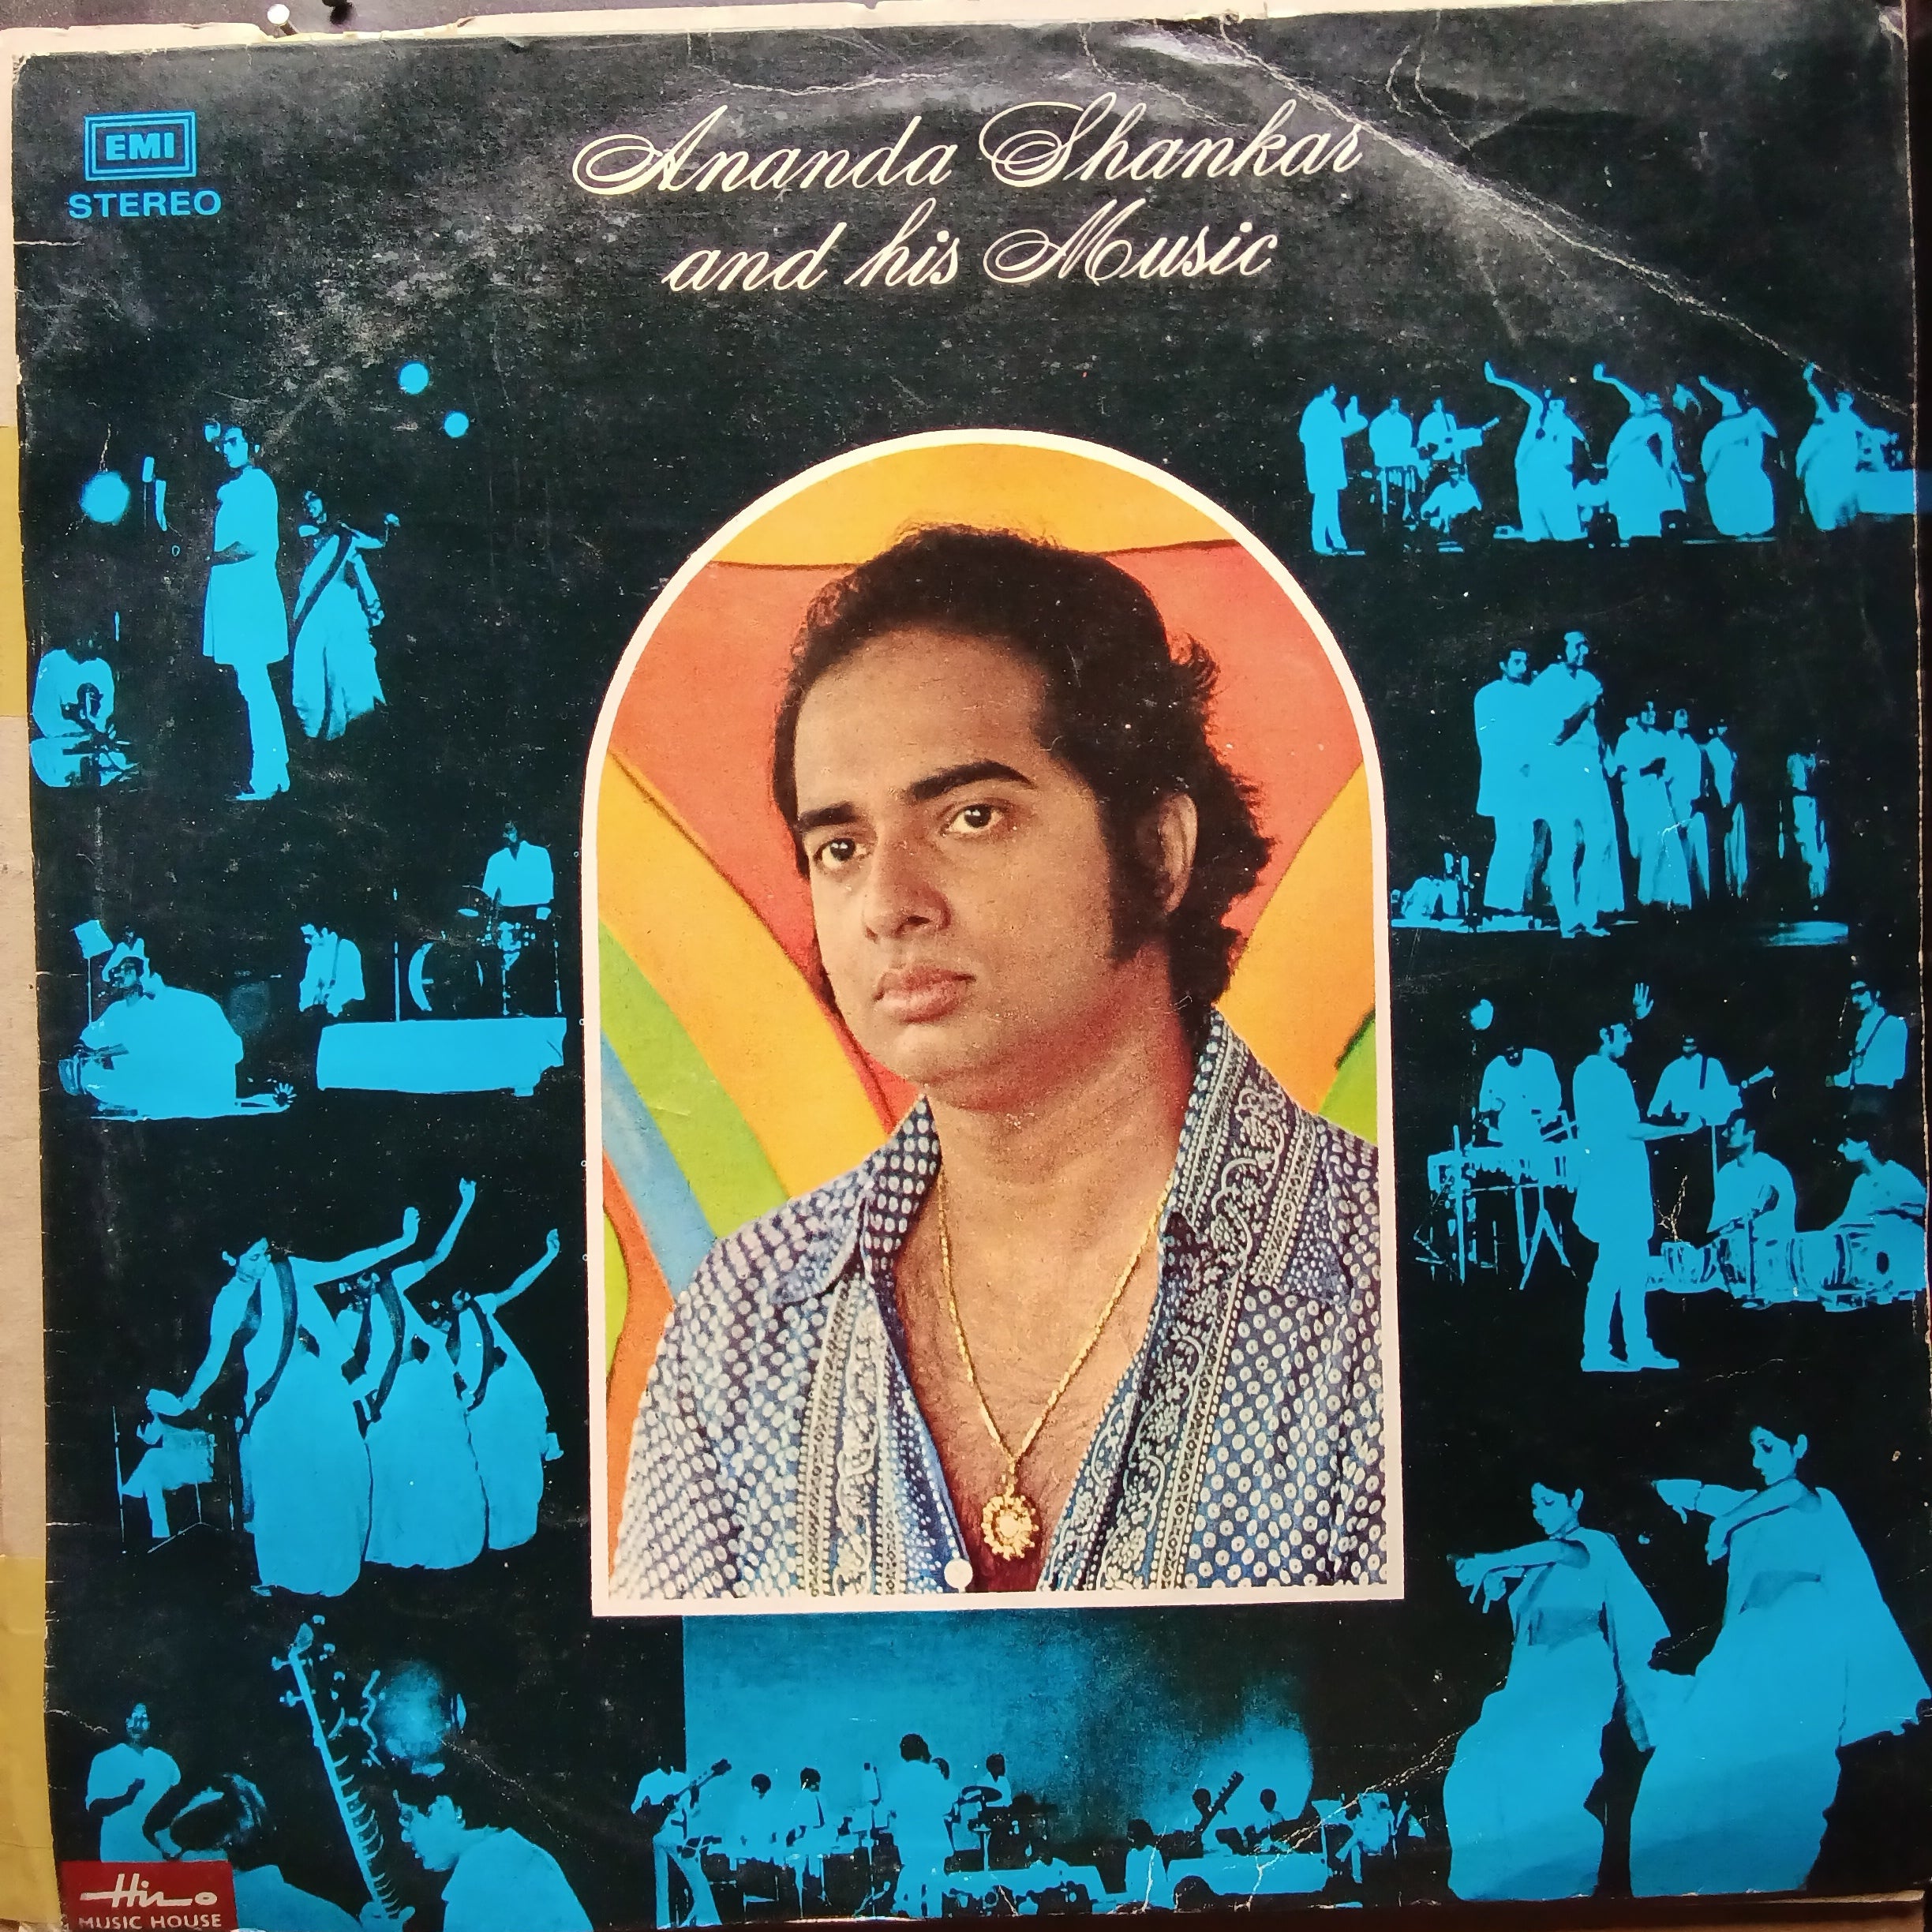 EMI
STEREO
Ananda Shankar
and his Music
Hino
MUSIC HOUSE